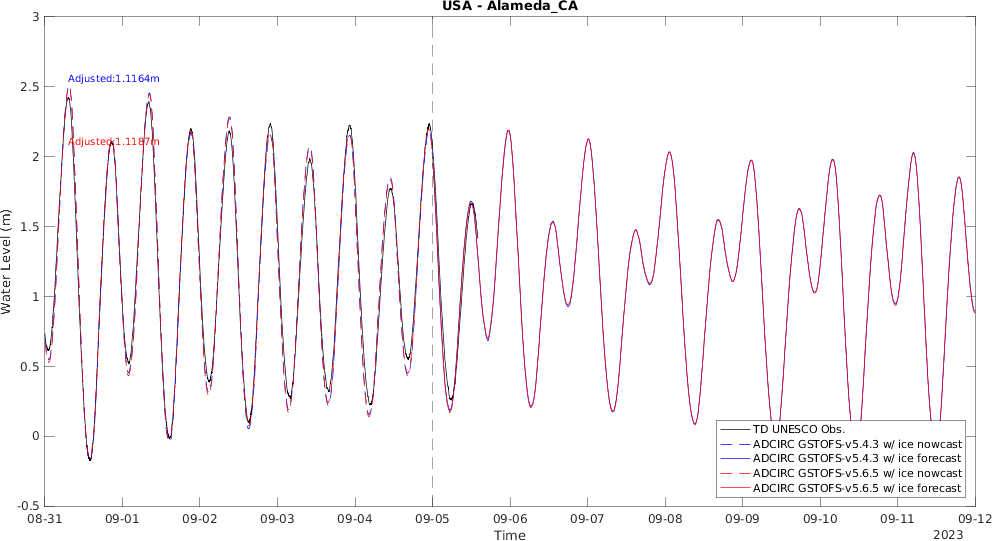 USA - Alameda_CA
3
2.5
2
1.5
1
0.5
0
-0.5
Water Level (m)
Adjusted:1.1164m
Adjusted:1.1187m
TD UNESCO Obs.
ADCIRC GSTOFS-v5.4.3 w/ ice nowcast
ADCIRC GSTOFS-v5.4.3 w/ ice forecast
ADCIRC GSTOFS-v5.6.5 w/ ice nowcast
ADCIRC GSTOFS-v5.6.5 w/ ice forecast
08-31 09-01 09-02 09-03 09-04 09-05 09-06 09-07 09-08 09-09 09-10 09-11 09-12
Time
2023